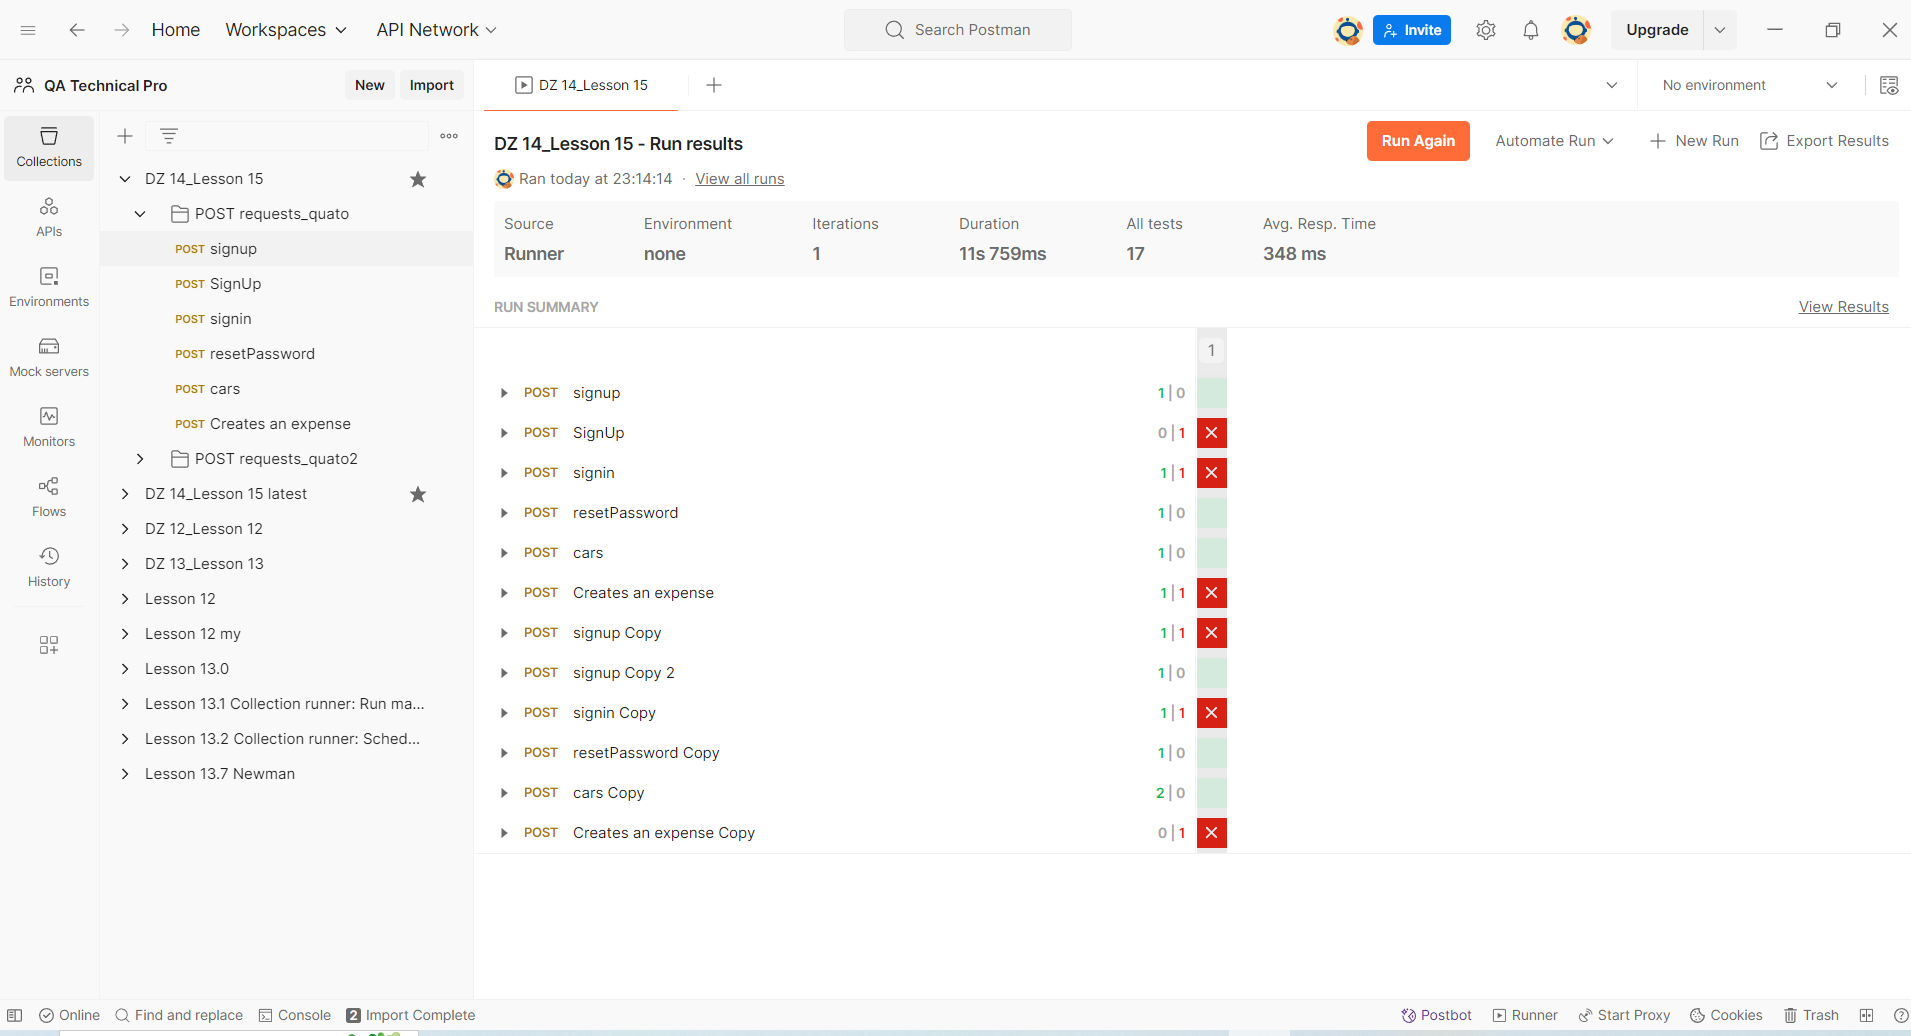 Home Workspaces API Network Search Postman Invite Upgrade
QA Technical Pro New Import DZ 14_Lesson 15 No environment
Collections
APIs
Environments
Mock servers
Monitors
Flows
History
DZ 14_Lesson 15
POST requests_quato
POST signup
POST SignUp
POST signin
POST resetPassword
POST cars
POST Creates an expense
POST requests_quato2
DZ 14_Lesson 15 latest
DZ 12_Lesson 12
DZ 13_Lesson 13
Lesson 12
Lesson 12 my
Lesson 13.0
Lesson 13.1 Collection runner: Run ma...
Lesson 13.2 Collection runner: Sched...
Lesson 13.7 Newman
DZ 14_Lesson 15 - Run results Run Again Automate Run New Run Export Results
Ran today at 23:14:14 · View all runs
Source Environment Iterations Duration All tests Avg. Resp. Time
Runner none 1 11s 759ms 17 348 ms
RUN SUMMARY View Results
1
POST signup 1 | 0
POST SignUp 0 | 1
POST signin 1 | 1
POST resetPassword 1 | 0
POST cars 1 | 0
POST Creates an expense 1 | 1
POST signup Copy 1 | 1
POST signup Copy 2 1 | 0
POST signin Copy 1 | 1
POST resetPassword Copy 1 | 0
POST cars Copy 2 | 0
POST Creates an expense Copy 0 | 1
Online Find and replace Console 2 Import Complete Postbot Runner Start Proxy Cookies Trash